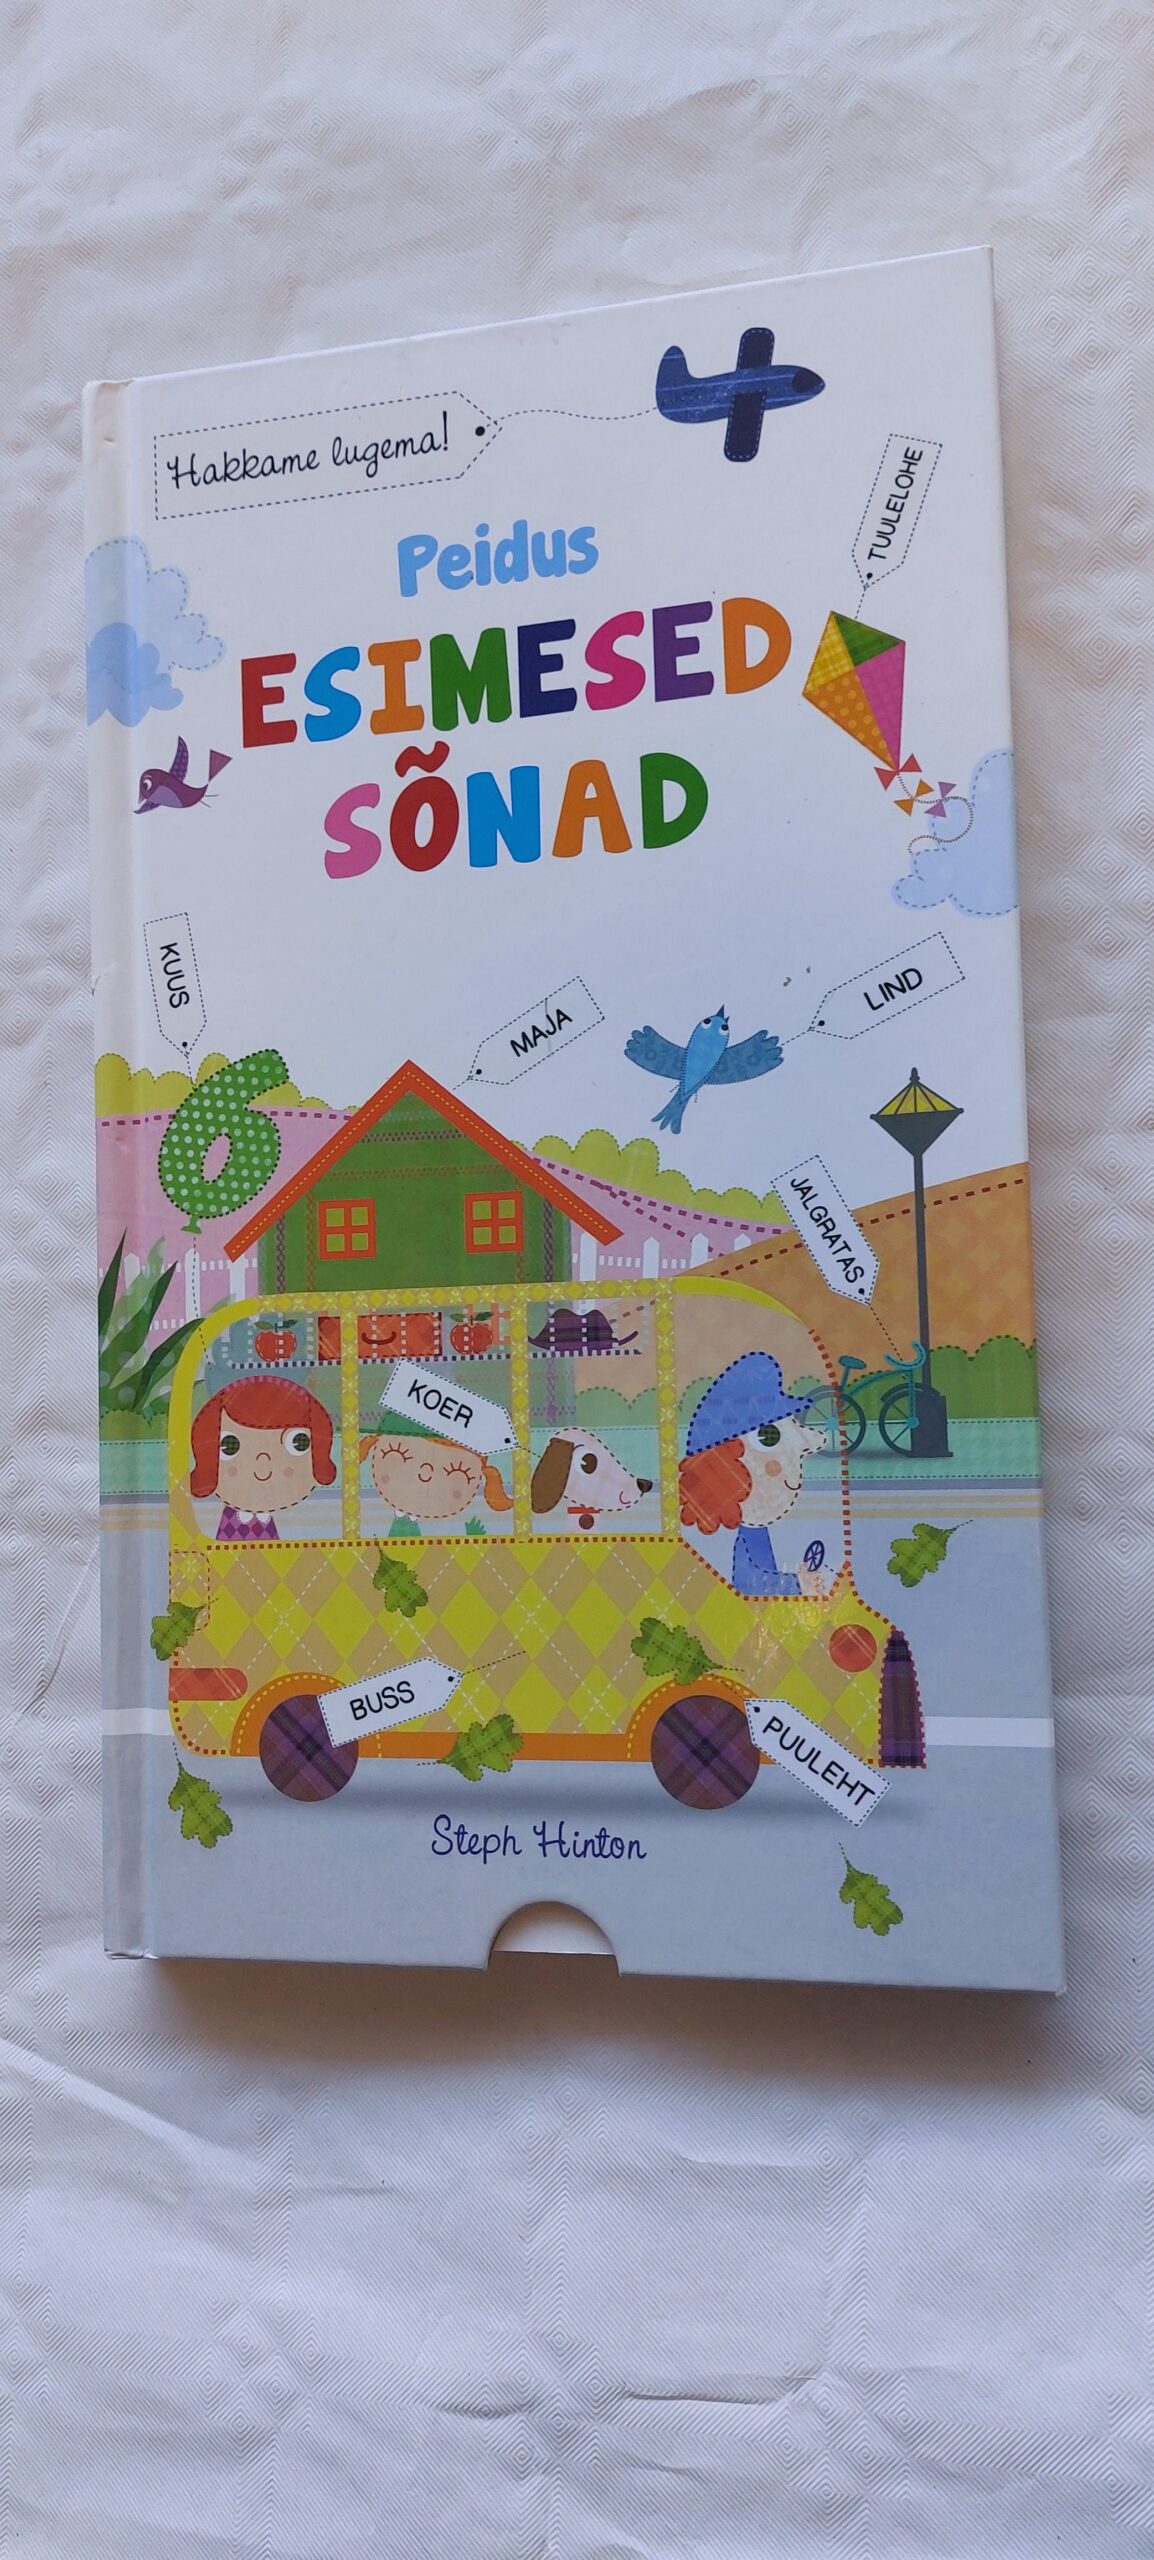 Hakkame lugema!
TUULELOHE
Peidus
ESIMESED
SÕNAD
KUUS
MAJA
LIND
JALGRATAS
KOER
BUSS
PUULEHT
Steph Hinton